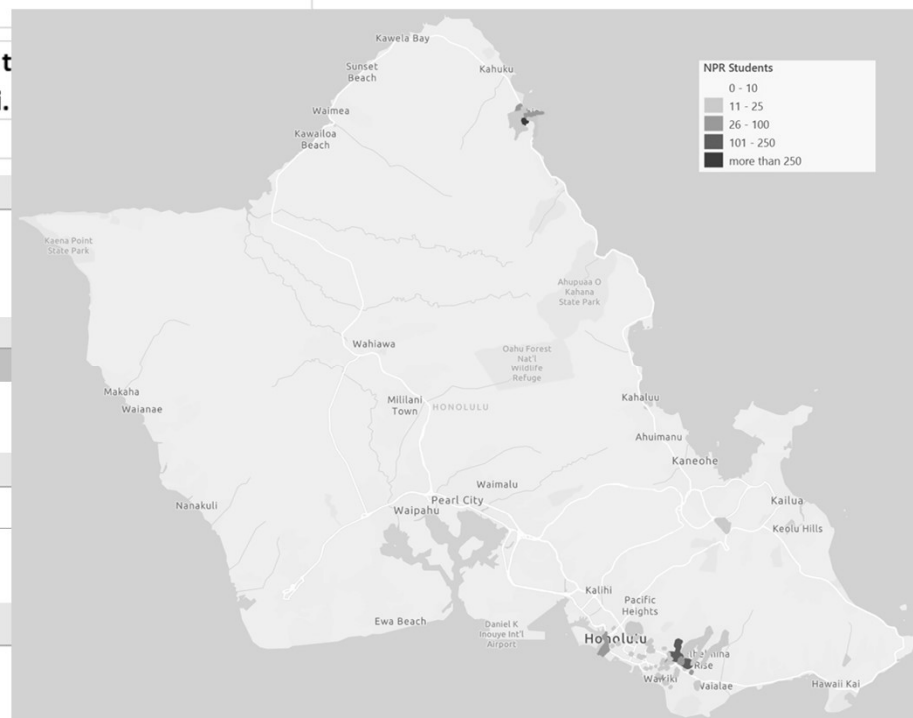 t
i.
Kawela Bay
Sunset
Beach
Kahuku
Waimea
Kawailoa
Beach
NPR Students
0 - 10
11 - 25
26 - 100
101 - 250
more than 250
Kaena Point
State Park
Ahupuaa O
Kahana
State Park
Wahiawa
Oahu Forest
Nat'l
Wildlife
Refuge
Makaha
Waianae
Mililani
Town
HONOLULU
Kahaluu
Ahuimanu
Kaneohe
Nanakuli
Waimalu
Pearl City
Waipahu
Kailua
Keolu Hills
Kalihi
Pacific
Heights
Ewa Beach
Daniel K
Inouye Int'l
Airport
Honolulu
Rise
Waikiki
Hawaii Kai